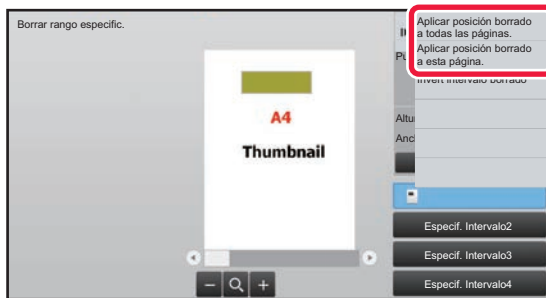 Borrar rango especific.
Aplicar posición borrado
a todas las páginas.
Aplicar posición borrado
a esta página.
Invert intervalo borrado
A4
Thumbnail
Especif. Intervalo2
Especif. Intervalo3
Especif. Intervalo4